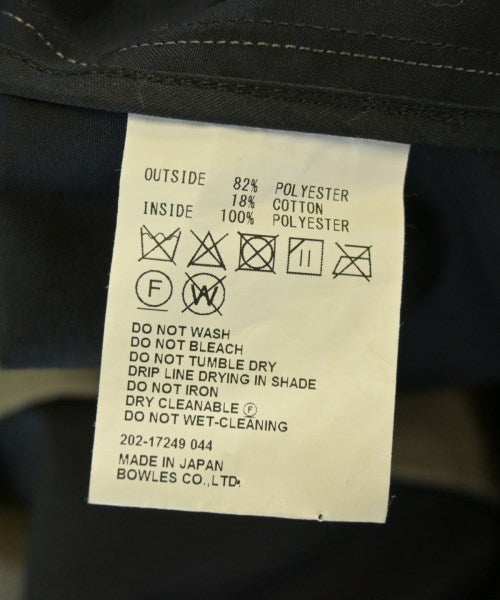 OUTSIDE 82% POLYESTER
18% COTTON
INSIDE 100% POLYESTER
F W
DO NOT WASH
DO NOT BLEACH
DO NOT TUMBLE DRY
DRIP LINE DRYING IN SHADE
DO NOT IRON
DRY CLEANABLE Ⓕ
DO NOT WET-CLEANING
202-17249 044
MADE IN JAPAN
BOWLES CO.,LTD.